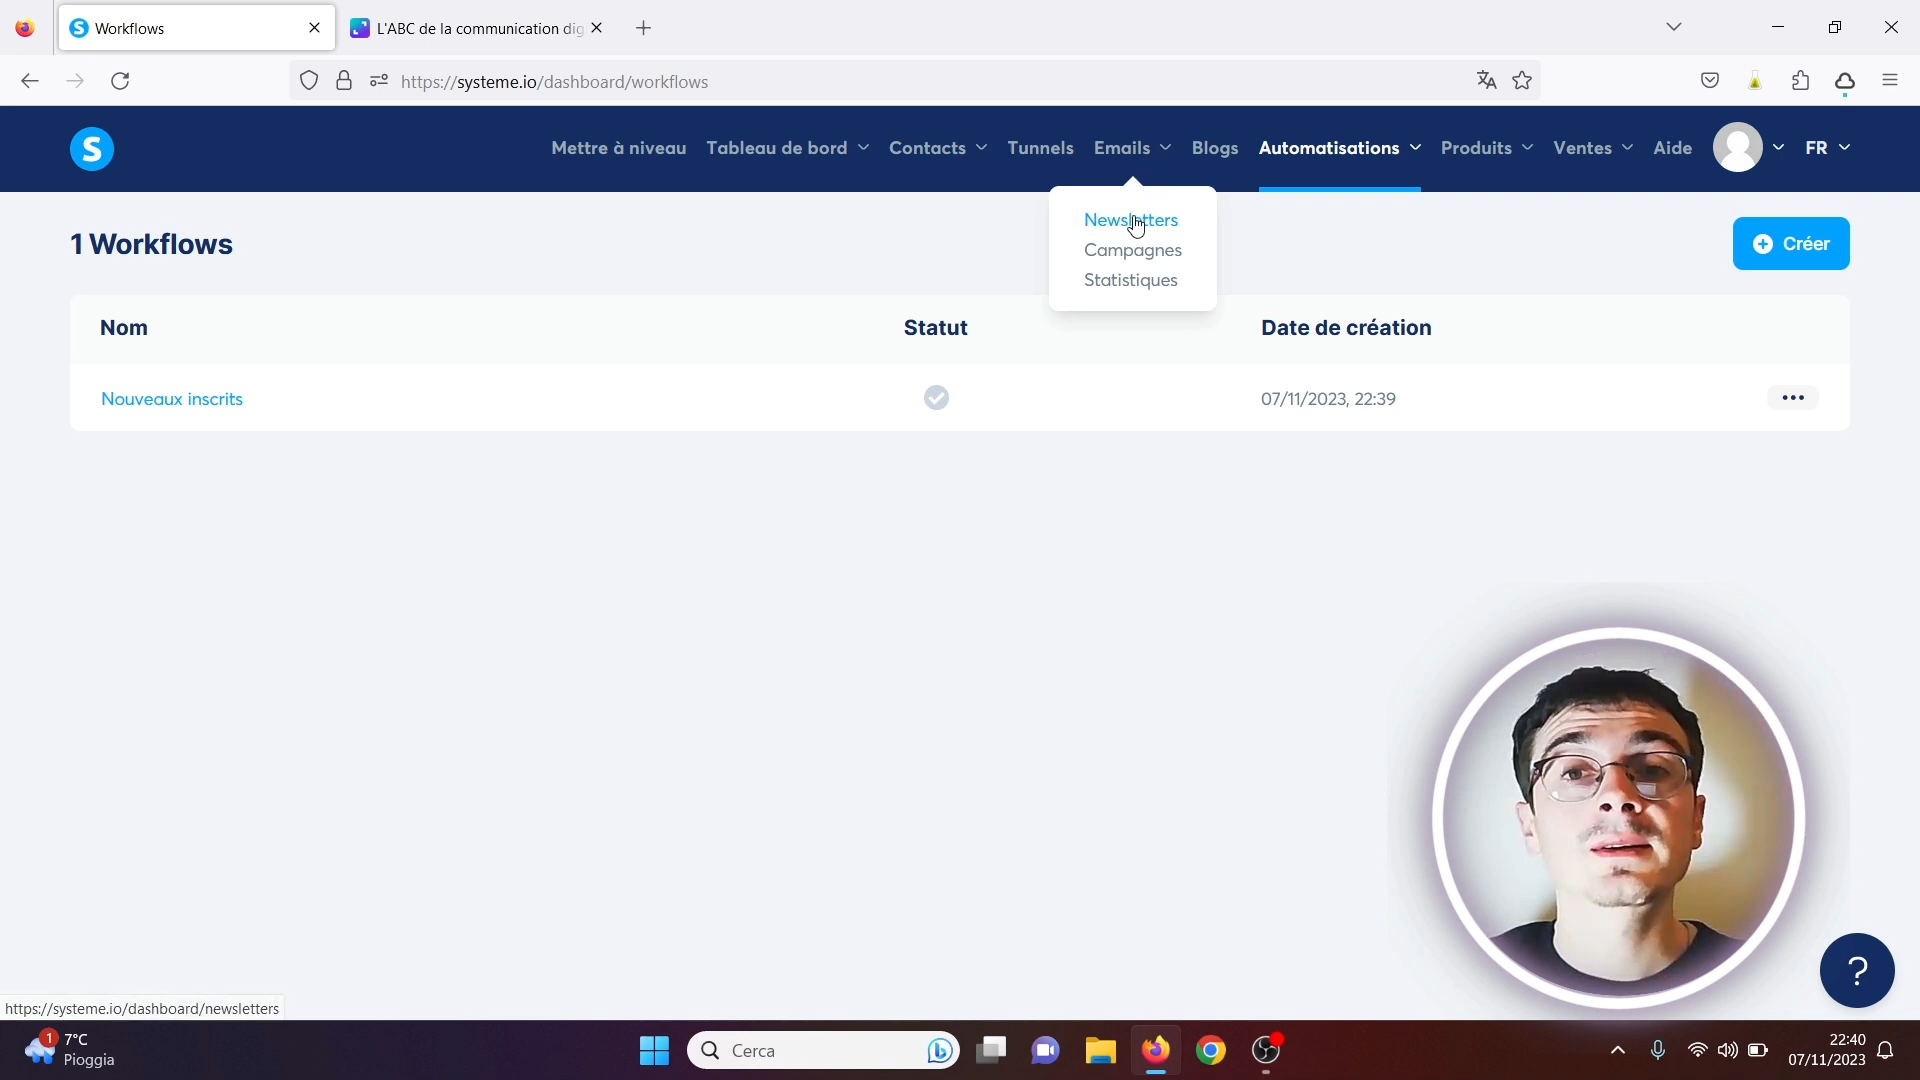 Workflows
L'ABC de la communication dig
https://systeme.io/dashboard/workflows
S
Mettre à niveau
Tableau de bord
Contacts
Tunnels
Emails
Blogs
Automatisations
Produits
Ventes
Aide
FR
Newsletters
Campagnes
Statistiques
1 Workflows
Créer
Nom
Statut
Date de création
Nouveaux inscrits
07/11/2023, 22:39
?
https://systeme.io/dashboard/newsletters
1
7°C
Pioggia
Cerca
22:40
07/11/2023